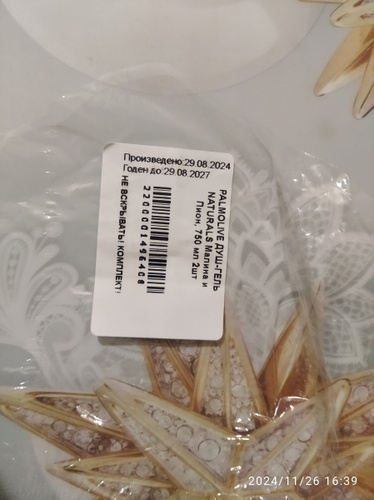 Произведено:29.08.2024
Годен до:29.08.2027
PALMOLIVE ДУШ-ГЕЛЬ
NATURALS Малина и
Пион, 750 мл 2шт
2200001496408
НЕ ВСКРЫВАТЬ! КОМПЛЕКТ!
2024/11/26 16:39